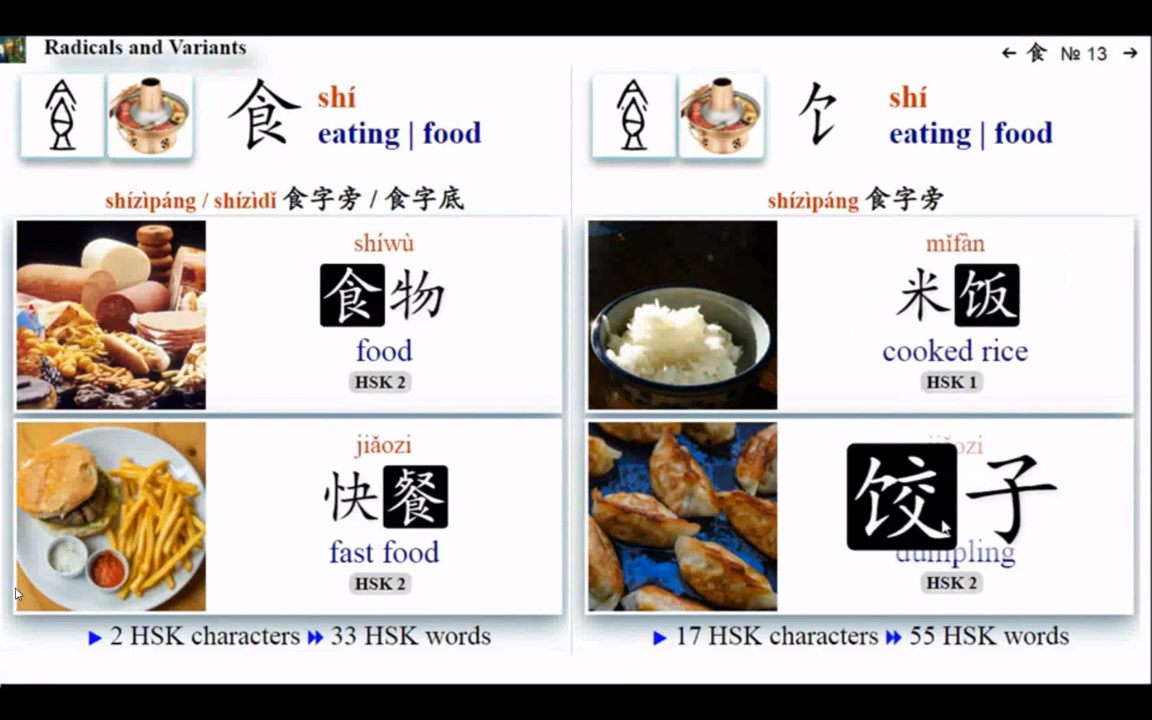 Radicals and Variants
← 食 № 13 →
食 shí
eating | food
shízìpáng / shízìdǐ 食字旁 / 食字底
shíwù
食物
food
HSK 2
jiǎozi
快餐
fast food
HSK 2
▶ 2 HSK characters ⏩ 33 HSK words
饣 shí
eating | food
shízìpáng 食字旁
mǐfàn
米饭
cooked rice
HSK 1
jiǎozi
饺子
dumpling
HSK 2
▶ 17 HSK characters ⏩ 55 HSK words